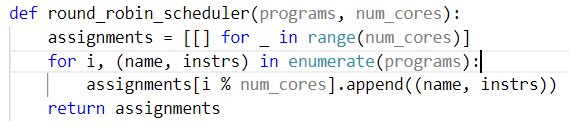 def round_robin_scheduler(programs, num_cores):
    assignments = [[] for _ in range(num_cores)]
    for i, (name, instrs) in enumerate(programs):
        assignments[i % num_cores].append((name, instrs))
    return assignments